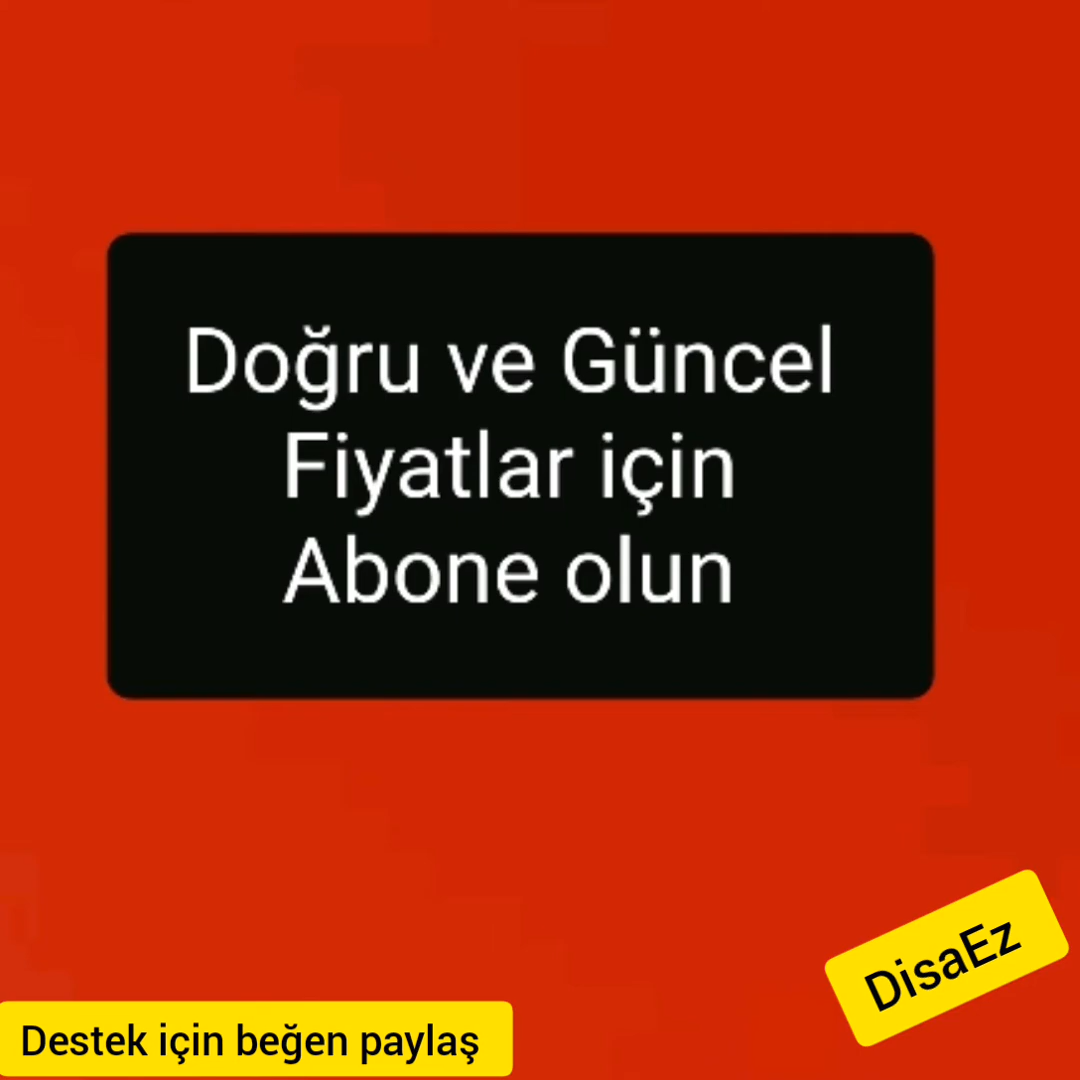 Doğru ve Güncel
Fiyatlar için
Abone olun
DisaEz
Destek için beğen paylaş